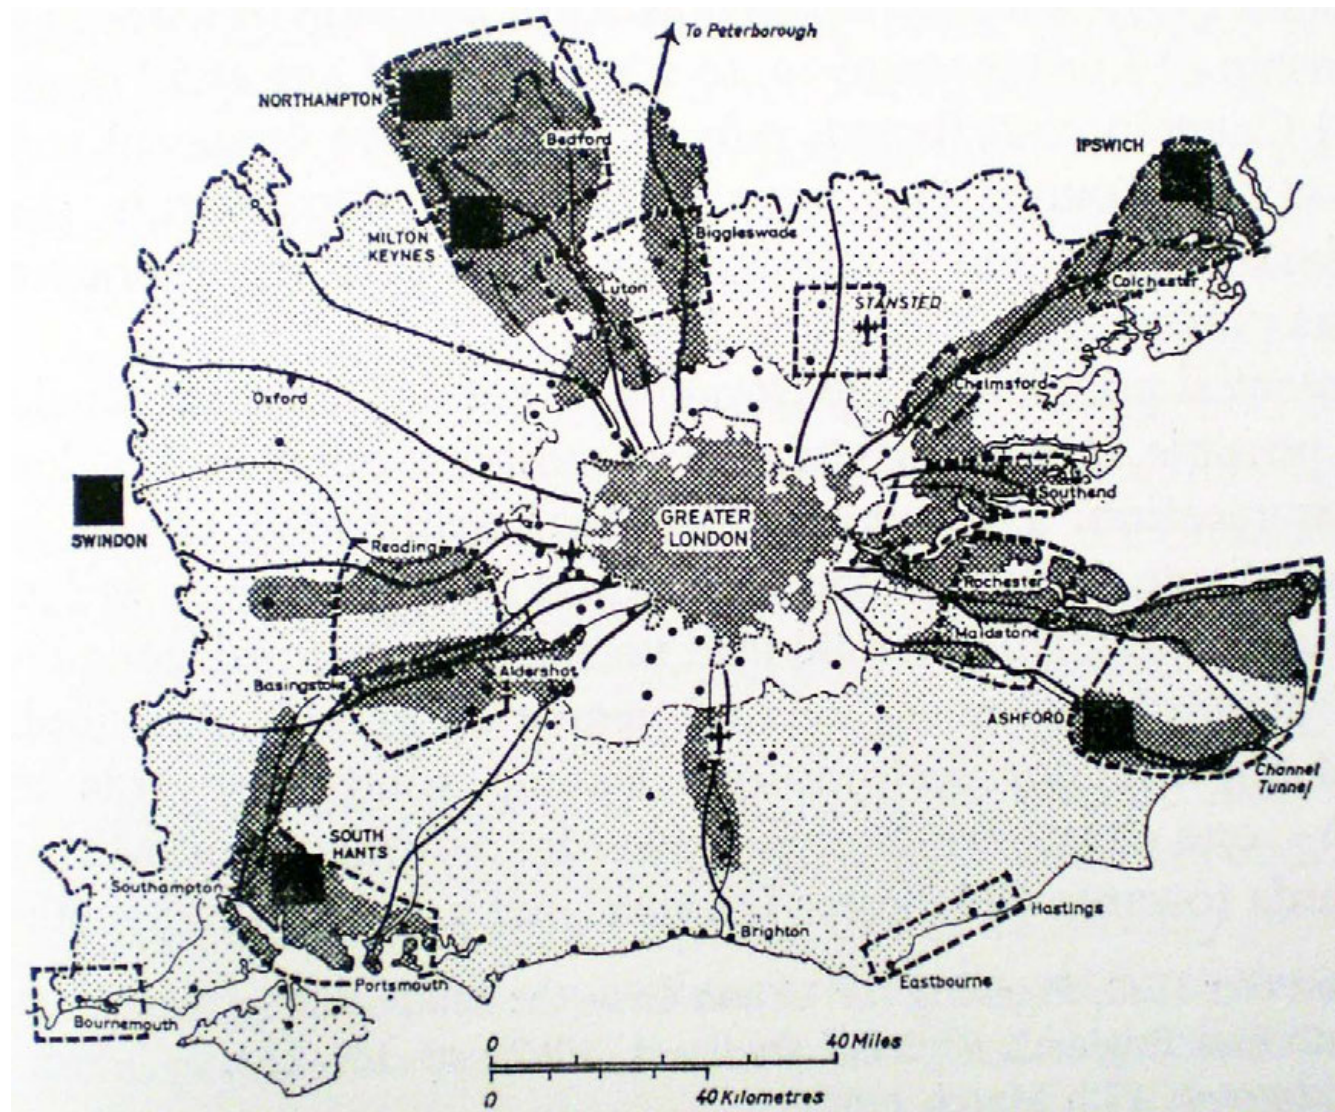 To Peterborough
NORTHAMPTON
Bedford
IPSWICH
MILTON
KEYNES
Biggleswade
Luton
STANSTED
Colchester
Oxford
Chelmsford
SWINDON
GREATER
LONDON
Southend
Reading
Rochester
Maidstone
Aldershot
Basingstoke
ASHFORD
Channel
Tunnel
SOUTH
HANTS
Southampton
Hastings
Brighton
Portsmouth
Eastbourne
Bournemouth
0 40 Miles
0 40 Kilometres